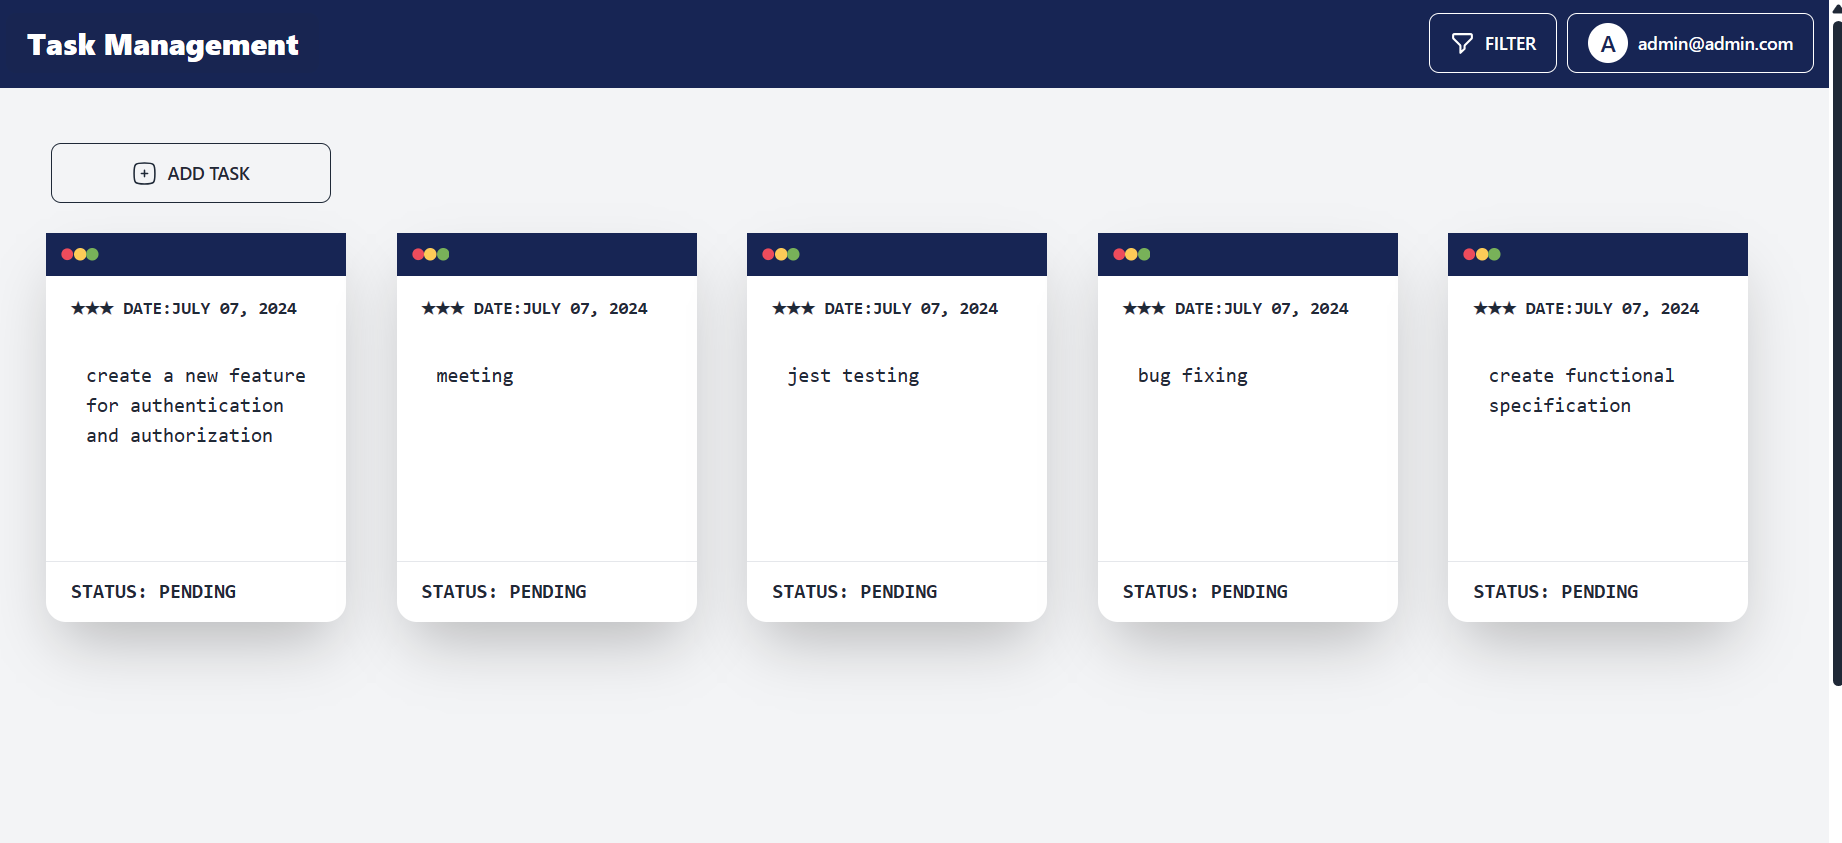 Task Management
FILTER
A admin@admin.com
ADD TASK
★★★ DATE:JULY 07, 2024
create a new feature
for authentication
and authorization
STATUS: PENDING
★★★ DATE:JULY 07, 2024
meeting
STATUS: PENDING
★★★ DATE:JULY 07, 2024
jest testing
STATUS: PENDING
★★★ DATE:JULY 07, 2024
bug fixing
STATUS: PENDING
★★★ DATE:JULY 07, 2024
create functional
specification
STATUS: PENDING